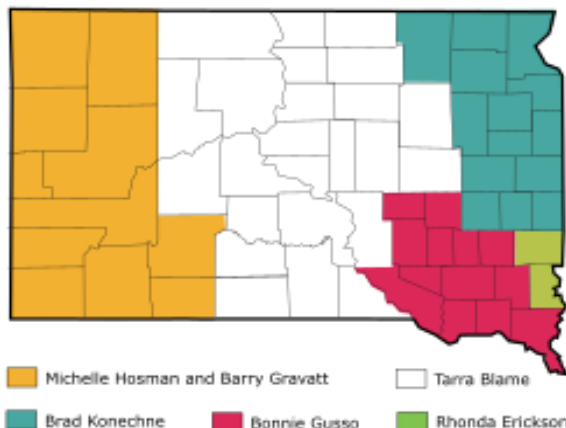 Michelle Hosman and Barry Gravatt
Tarra Blame
Brad Konechne
Bonnie Gusso
Rhonda Erickson